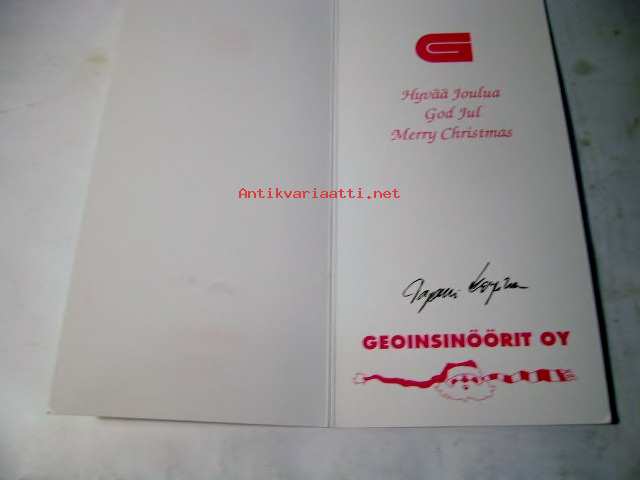 G
Hyvää Joulua
God Jul
Merry Christmas
Antikvariaatti.net
GEOINSINÖÖRIT OY